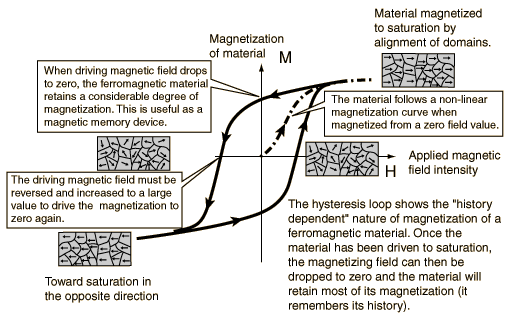 Material magnetized
to saturation by
alignment of domains.
Magnetization
of material
M
When driving magnetic field drops
to zero, the ferromagnetic material
retains a considerable degree of
magnetization. This is useful as a
magnetic memory device.
The material follows a non-linear
magnetization curve when
magnetized from a zero field value.
Applied magnetic
field intensity
H
The driving magnetic field must be
reversed and increased to a large
value to drive the magnetization to
zero again.
The hysteresis loop shows the "history
dependent" nature of magnetization of a
ferromagnetic material. Once the
material has been driven to saturation,
the magnetizing field can then be
dropped to zero and the material will
retain most of its magnetization (it
remembers its history).
Toward saturation in
the opposite direction